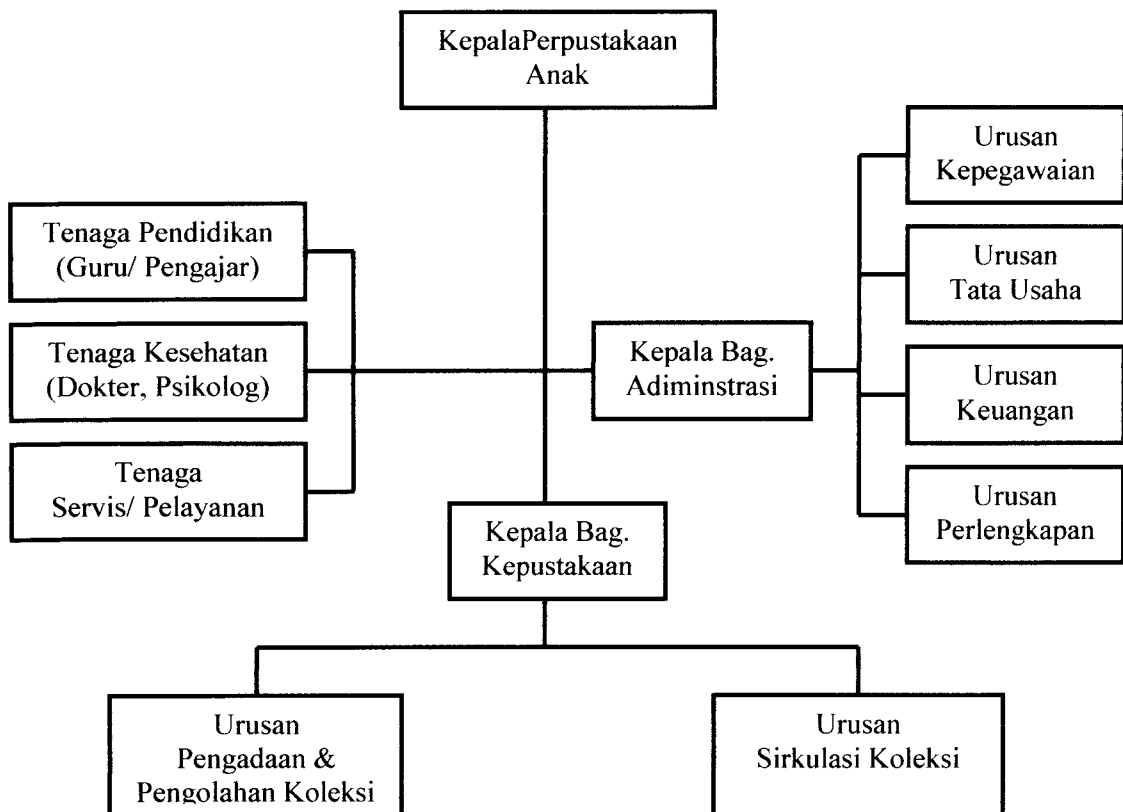 KepalaPerpustakaan
Anak
Urusan
Kepegawaian
Tenaga Pendidikan
(Guru/ Pengajar)
Urusan
Tata Usaha
Tenaga Kesehatan
(Dokter, Psikolog)
Kepala Bag.
Adiminstrasi
Urusan
Keuangan
Tenaga
Servis/ Pelayanan
Urusan
Perlengkapan
Kepala Bag.
Kepustakaan
Urusan
Pengadaan &
Pengolahan Koleksi
Urusan
Sirkulasi Koleksi